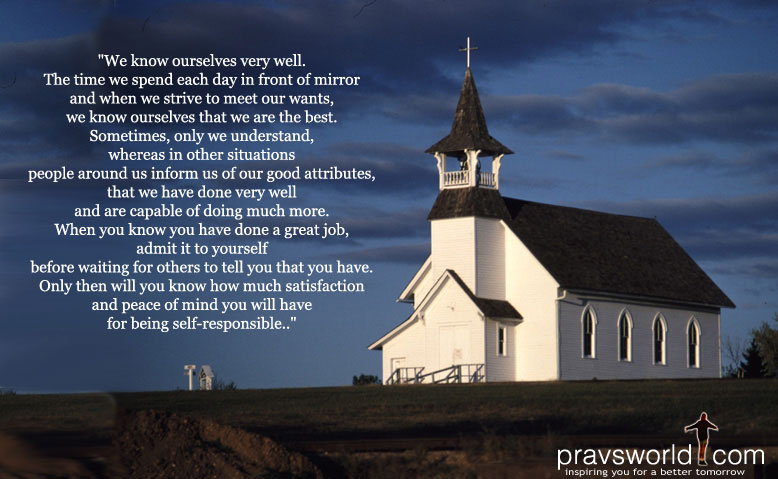 "We know ourselves very well.
The time we spend each day in front of mirror
and when we strive to meet our wants,
we know ourselves that we are the best.
Sometimes, only we understand,
whereas in other situations
people around us inform us of our good attributes,
that we have done very well
and are capable of doing much more.
When you know you have done a great job,
admit it to yourself
before waiting for others to tell you that you have.
Only then will you know how much satisfaction
and peace of mind you will have
for being self-responsible.."
pravsworld.com
inspiring you for a better tomorrow